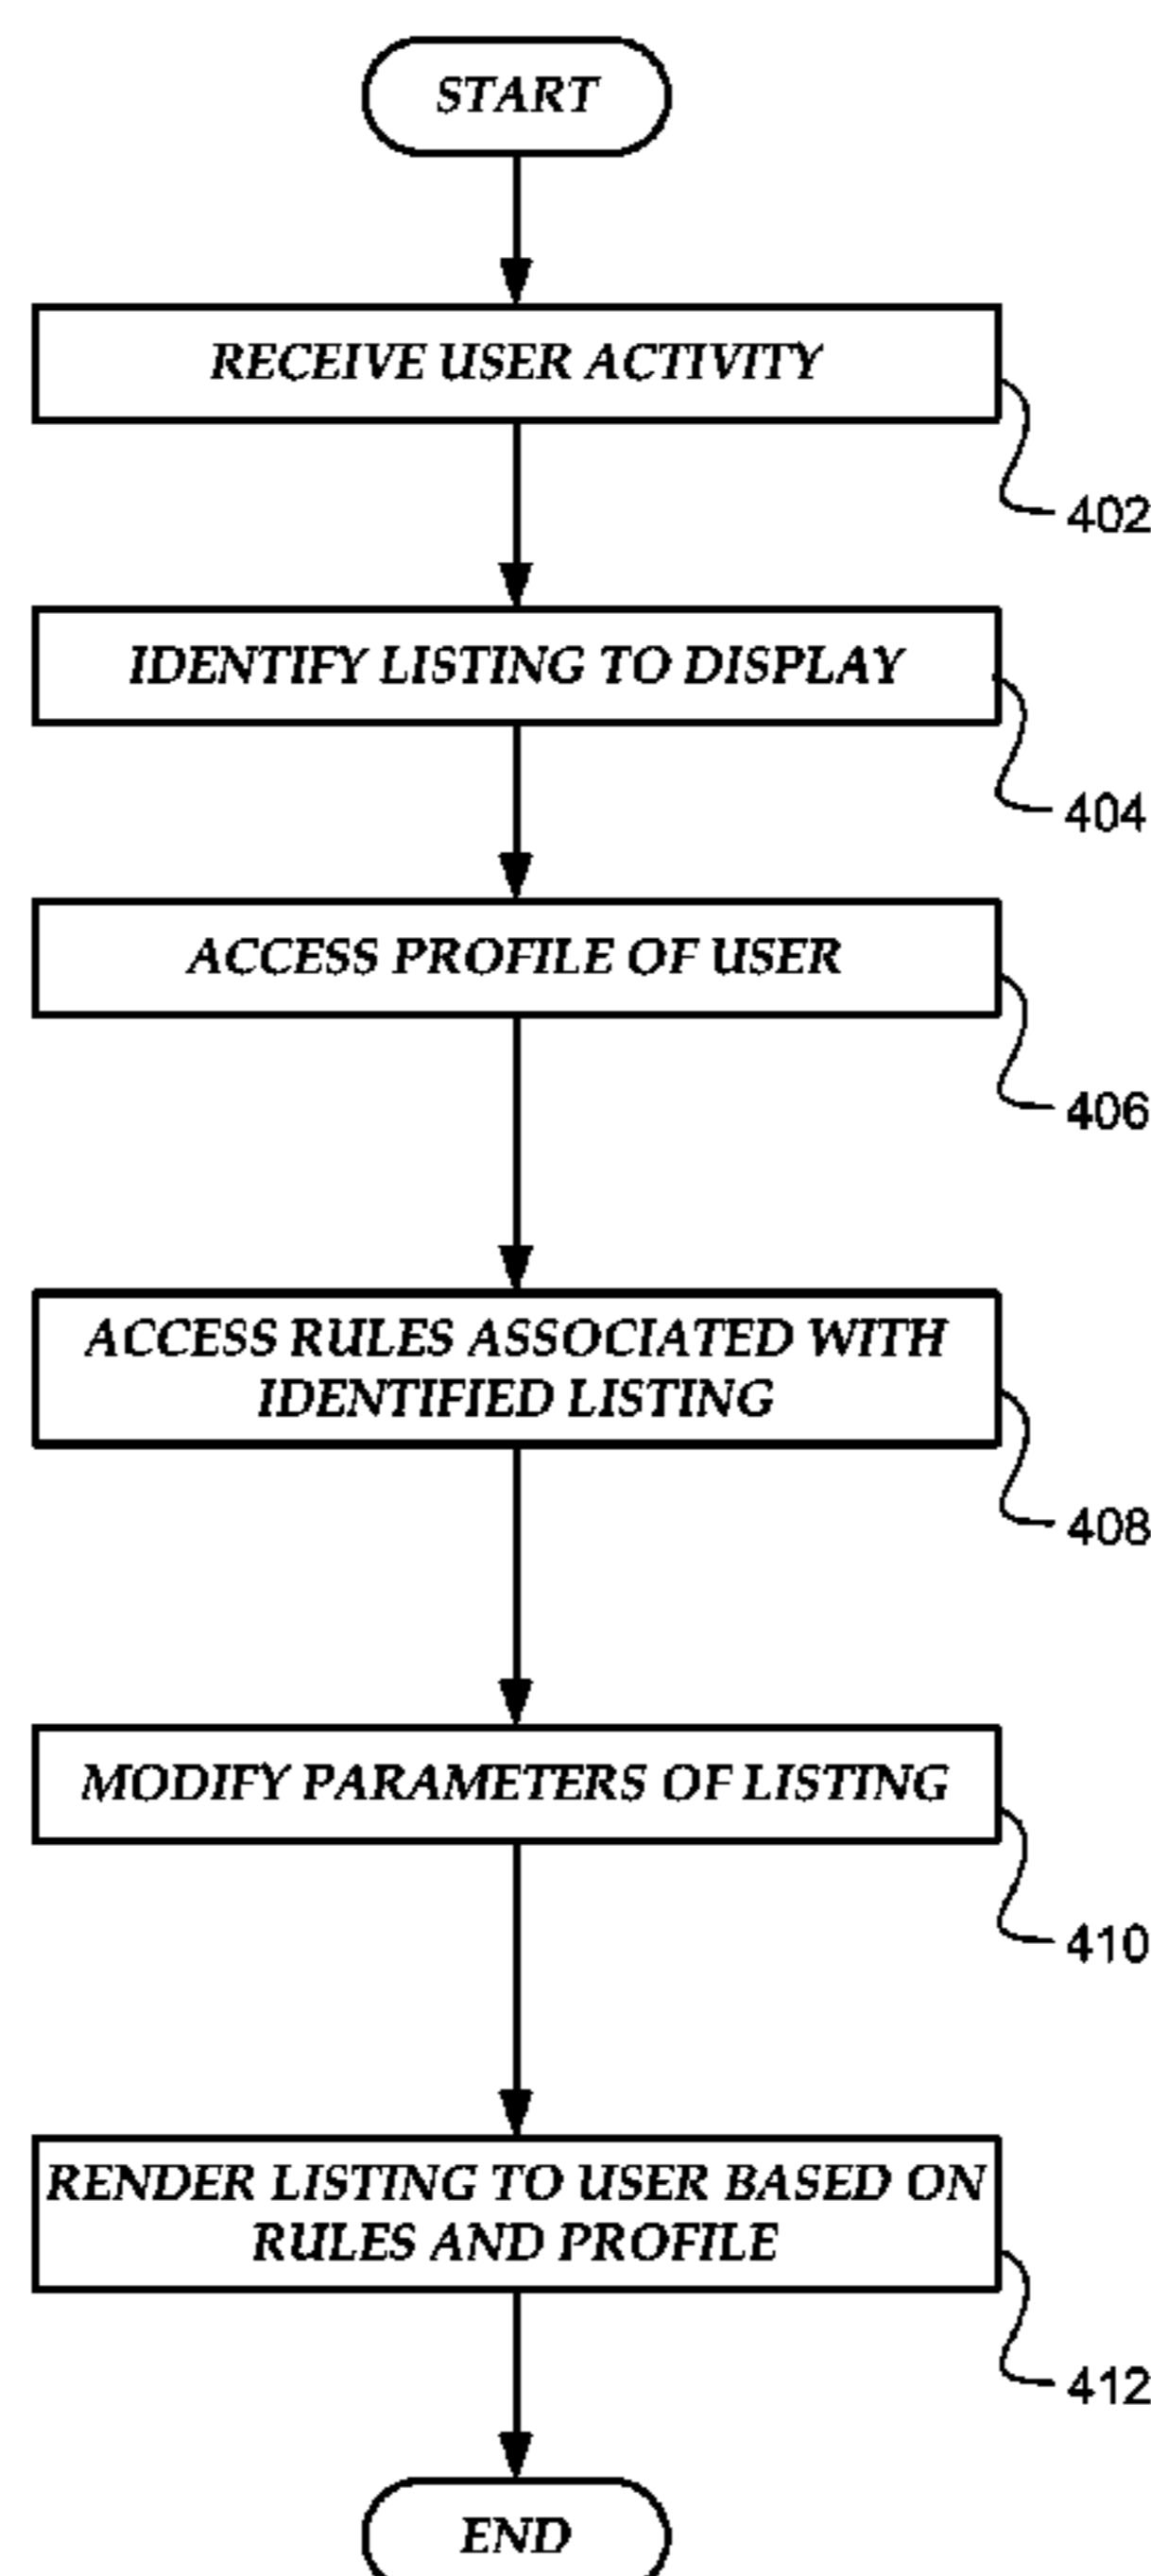 START
RECEIVE USER ACTIVITY
402
IDENTIFY LISTING TO DISPLAY
404
ACCESS PROFILE OF USER
406
ACCESS RULES ASSOCIATED WITH
IDENTIFIED LISTING
408
MODIFY PARAMETERS OF LISTING
410
RENDER LISTING TO USER BASED ON
RULES AND PROFILE
412
END